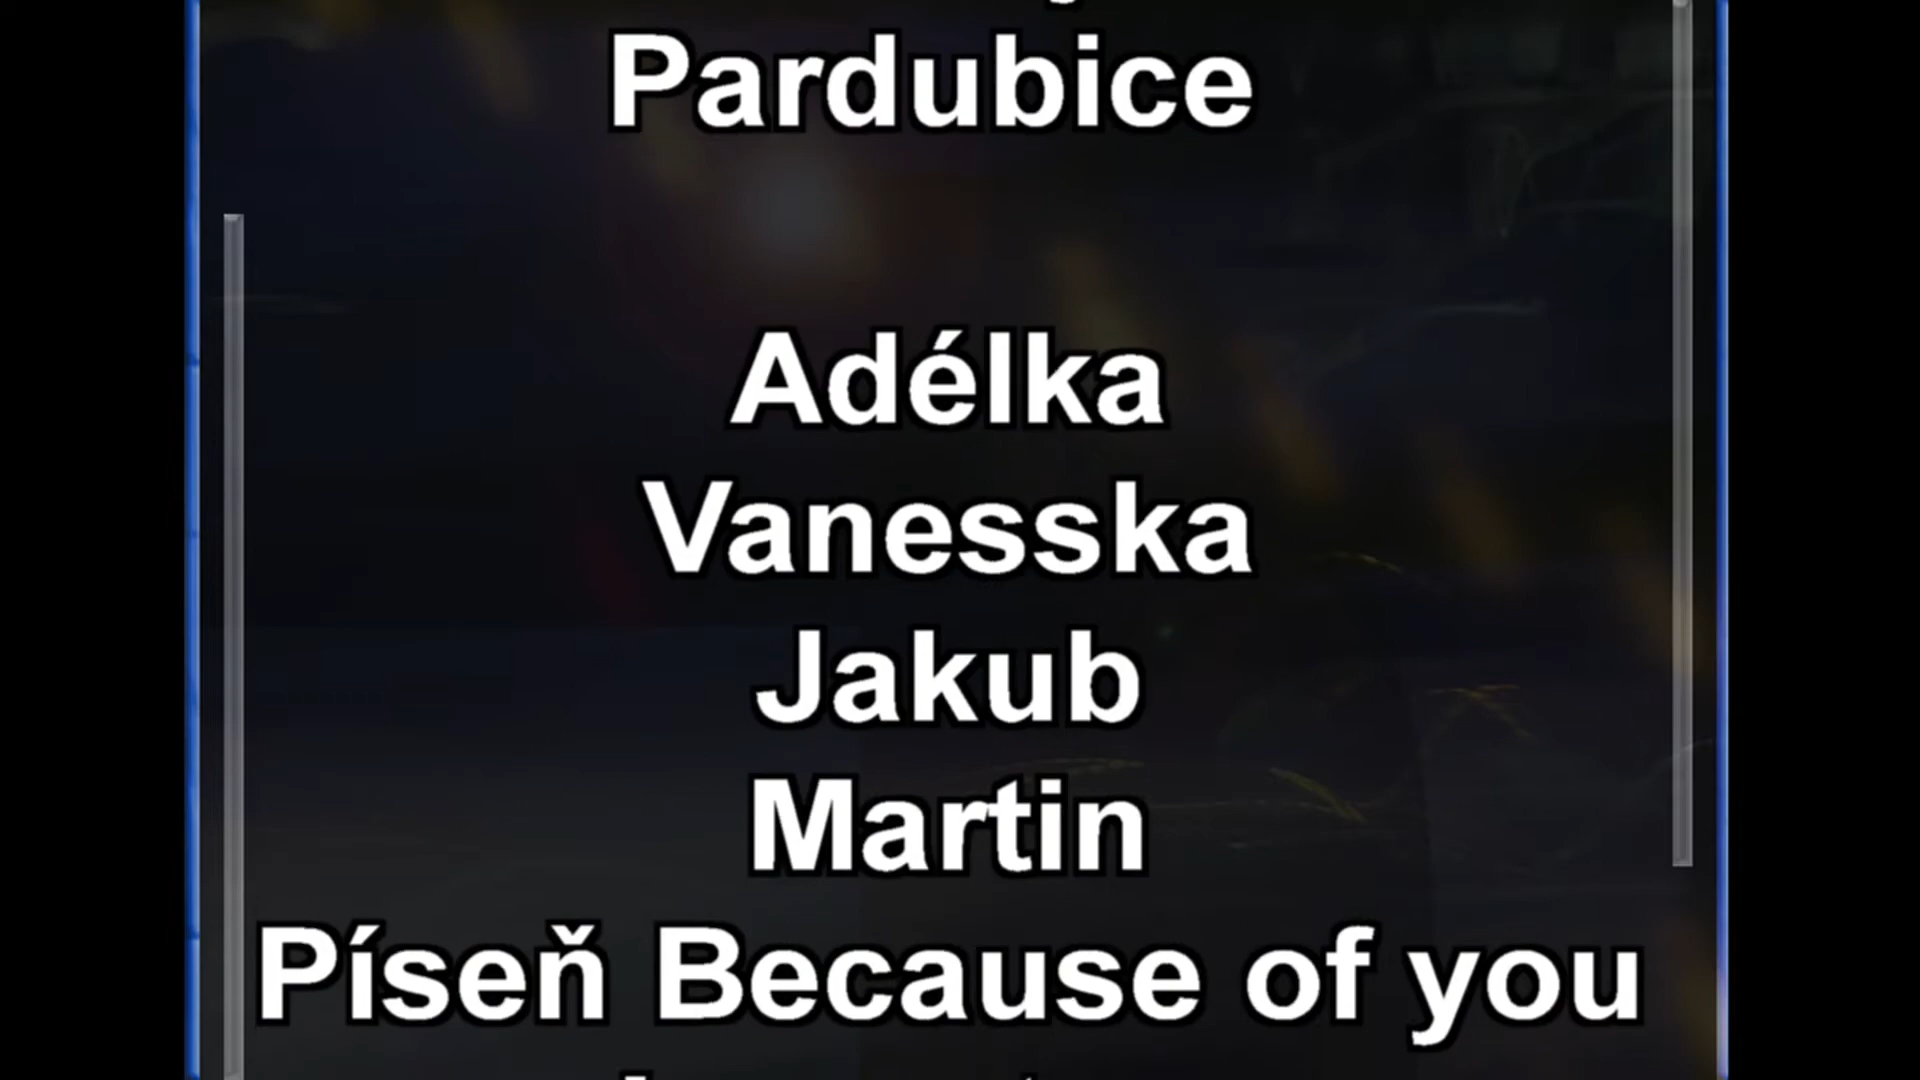 Pardubice
Adélka
Vanesska
Jakub
Martin
Píseň Because of you